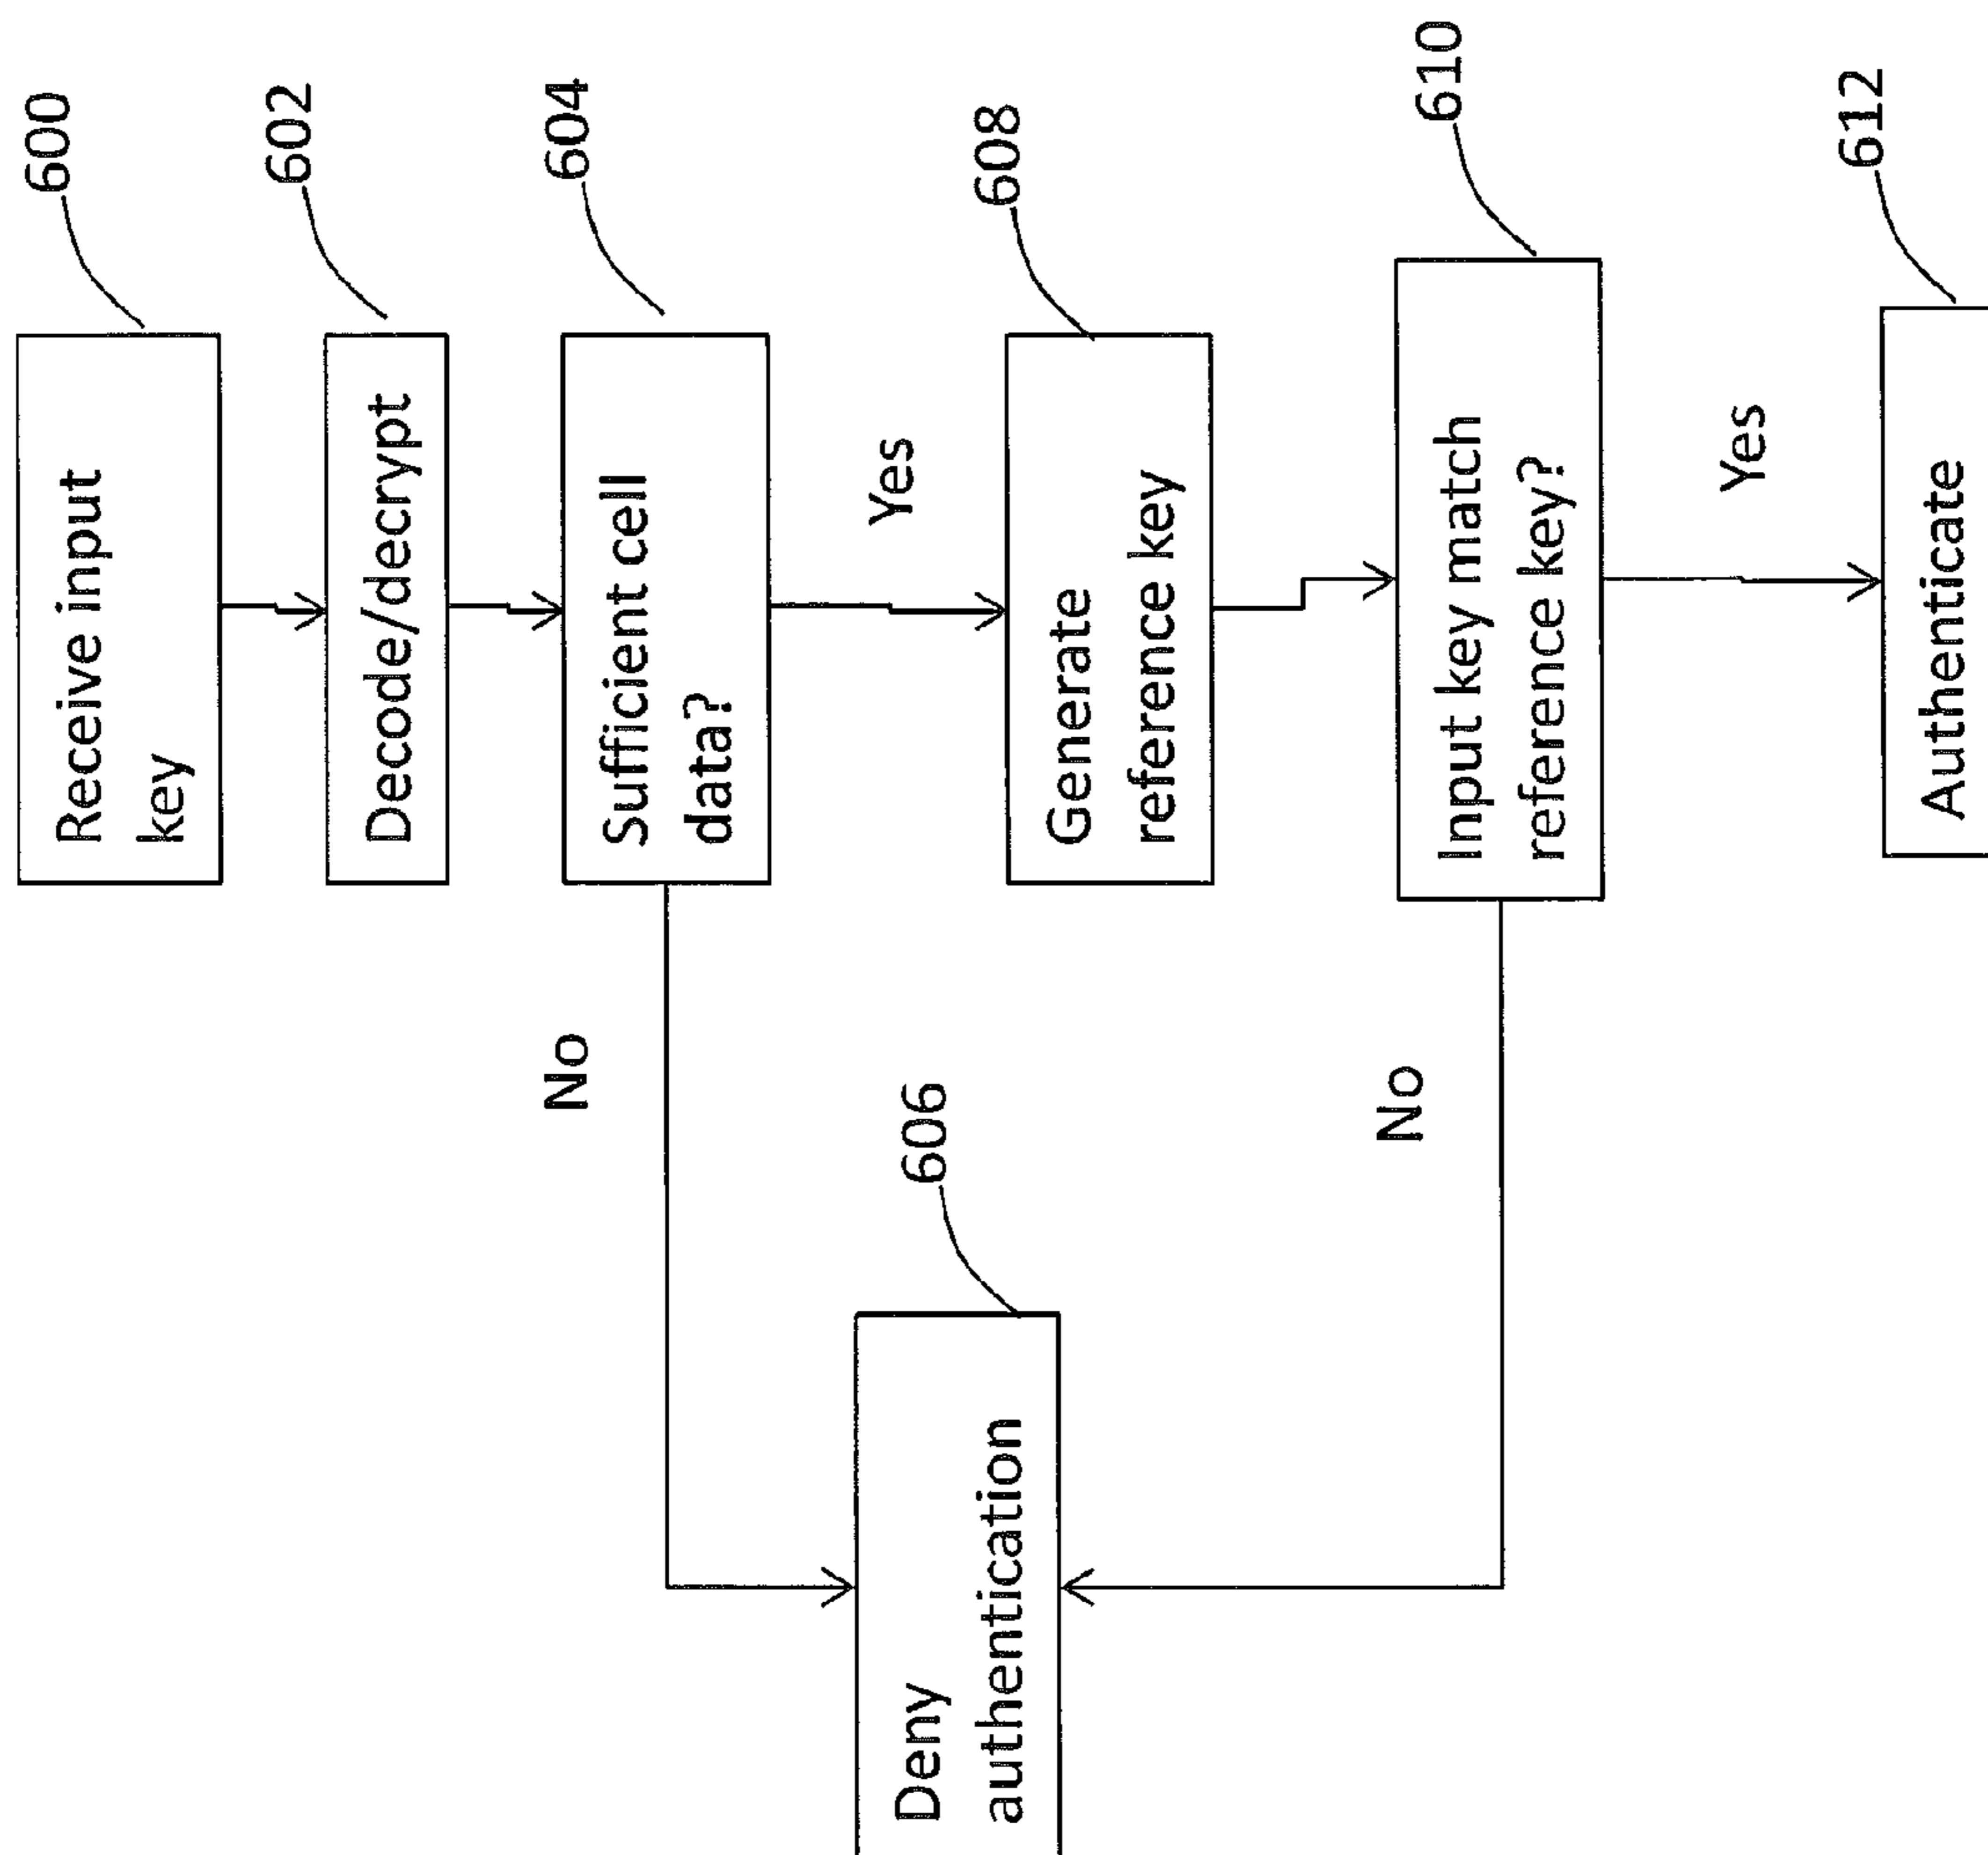 600
Receive input
key
602
Decode/decrypt
604
Sufficient cell
data?
No
Yes
606
Deny
authentication
608
Generate
reference key
610
Input key match
reference key?
No
Yes
612
Authenticate